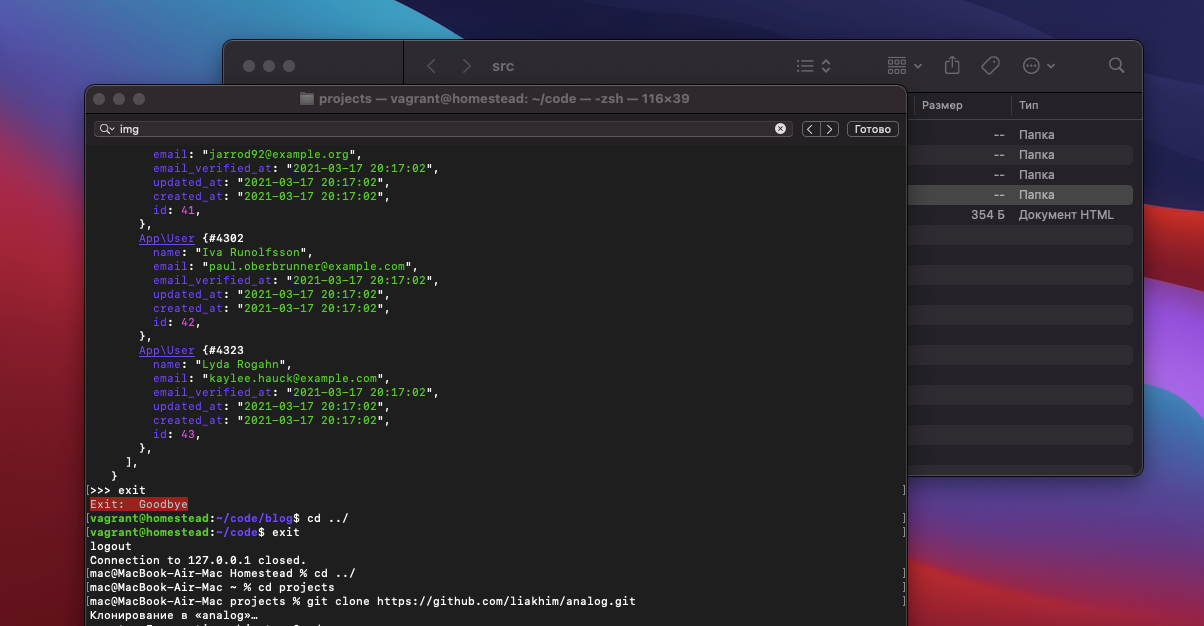 src
projects — vagrant@homestead: ~/code — -zsh — 116×39
Размер Тип
img Готово
-- Папка
-- Папка
-- Папка
-- Папка
354 Б Документ HTML
email: "jarrod92@example.org",
email_verified_at: "2021-03-17 20:17:02",
updated_at: "2021-03-17 20:17:02",
created_at: "2021-03-17 20:17:02",
id: 41,
},
App\User {#4302
name: "Iva Runolfsson",
email: "paul.oberbrunner@example.com",
email_verified_at: "2021-03-17 20:17:02",
updated_at: "2021-03-17 20:17:02",
created_at: "2021-03-17 20:17:02",
id: 42,
},
App\User {#4323
name: "Lyda Rogahn",
email: "kaylee.hauck@example.com",
email_verified_at: "2021-03-17 20:17:02",
updated_at: "2021-03-17 20:17:02",
created_at: "2021-03-17 20:17:02",
id: 43,
},
],
}
[>>> exit ]
Exit: Goodbye
[vagrant@homestead:~/code/blog$ cd ../ ]
[vagrant@homestead:~/code$ exit ]
logout
Connection to 127.0.0.1 closed.
[mac@MacBook-Air-Mac Homestead % cd ../ ]
[mac@MacBook-Air-Mac ~ % cd projects ]
[mac@MacBook-Air-Mac projects % git clone https://github.com/liakhim/analog.git ]
Клонирование в «analog»…